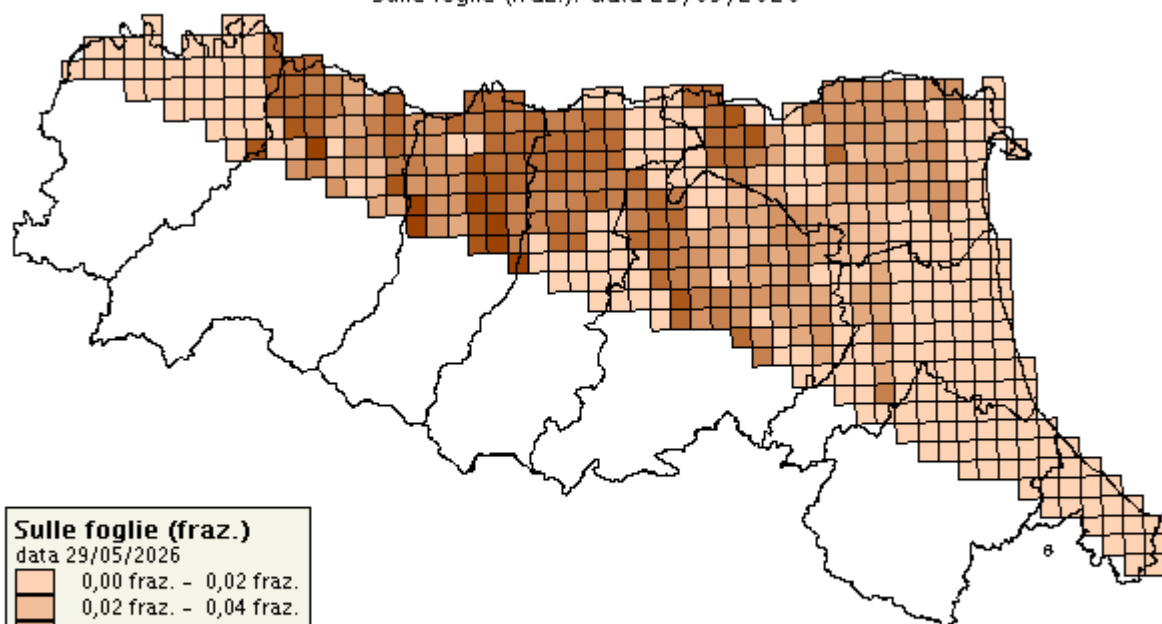 Sulle foglie (fraz.)
data 29/05/2026
0,00 fraz. - 0,02 fraz.
0,02 fraz. - 0,04 fraz.